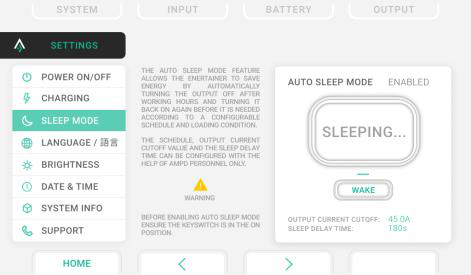 SYSTEM
INPUT
BATTERY
OUTPUT
SETTINGS
POWER ON/OFF
CHARGING
SLEEP MODE
LANGUAGE / 語言
BRIGHTNESS
DATE & TIME
SYSTEM INFO
SUPPORT
THE AUTO SLEEP MODE FEATURE
ALLOWS THE ENERTAINER TO SAVE
ENERGY BY AUTOMATICALLY
TURNING THE OUTPUT OFF AFTER
WORKING HOURS AND TURNING IT
BACK ON AGAIN BEFORE IT IS NEEDED
ACCORDING TO A CONFIGURABLE
SCHEDULE AND LOADING CONDITION.
THE SCHEDULE, OUTPUT CURRENT
CUTOFF VALUE AND THE SLEEP DELAY
TIME CAN BE CONFIGURED WITH THE
HELP OF AMPD PERSONNEL ONLY.
WARNING
BEFORE ENABLING AUTO SLEEP MODE
ENSURE THE KEYSWITCH IS IN THE ON
POSITION.
AUTO SLEEP MODE ENABLED
SLEEPING...
WAKE
OUTPUT CURRENT CUTOFF: 45.0A
SLEEP DELAY TIME: 180s
HOME